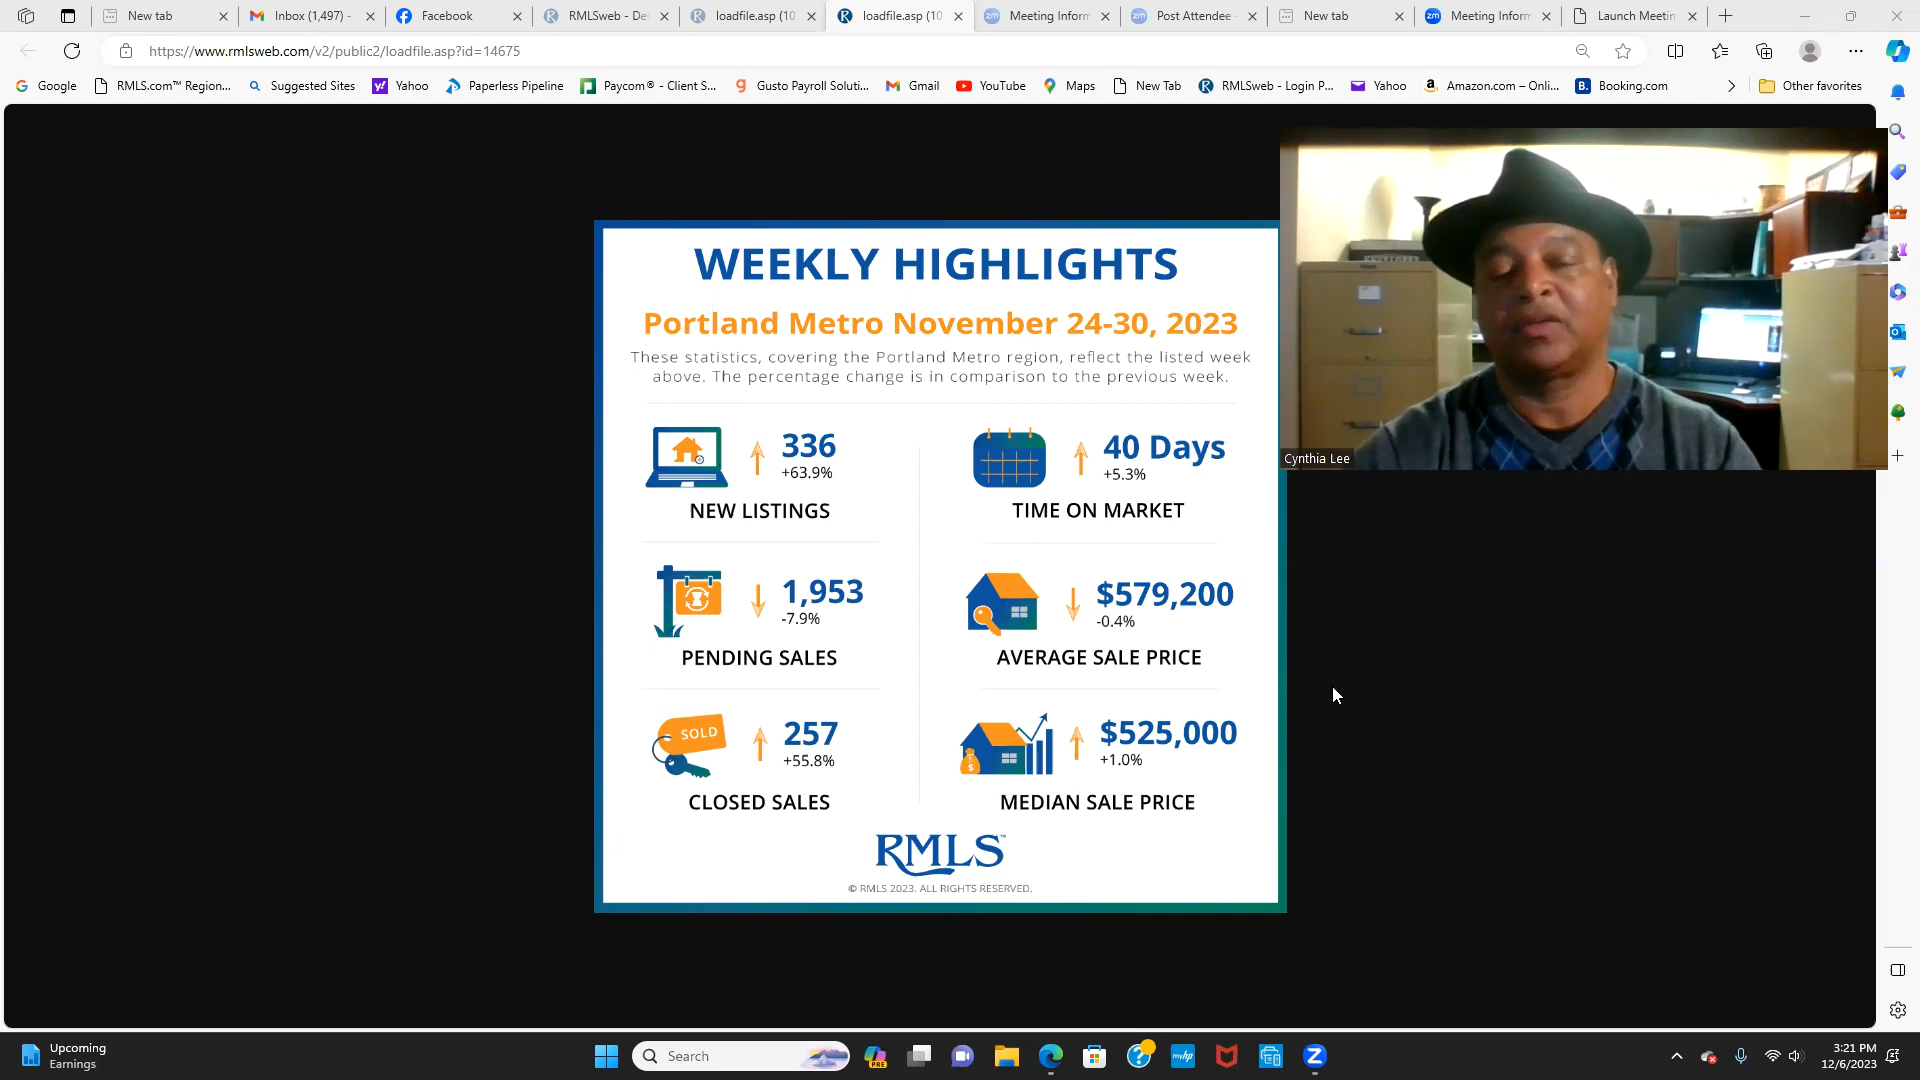 New tab
Inbox (1,497) -
Facebook
RMLSweb - De
loadfile.asp (10
loadfile.asp (10
Meeting Inform
Post Attendee -
New tab
Meeting Inform
Launch Meetin
https://www.rmlsweb.com/v2/public2/loadfile.asp?id=14675
Google
RMLS.com™ Region...
Suggested Sites
Yahoo
Paperless Pipeline
Paycom® - Client S...
Gusto Payroll Soluti...
Gmail
YouTube
Maps
New Tab
RMLSweb - Login P...
Yahoo
Amazon.com – Onli...
Booking.com
Other favorites
WEEKLY HIGHLIGHTS
Portland Metro November 24-30, 2023
These statistics, covering the Portland Metro region, reflect the listed week
above. The percentage change is in comparison to the previous week.
336
+63.9%
NEW LISTINGS
40 Days
+5.3%
TIME ON MARKET
1,953
-7.9%
PENDING SALES
$579,200
-0.4%
AVERAGE SALE PRICE
SOLD
257
+55.8%
CLOSED SALES
$525,000
+1.0%
MEDIAN SALE PRICE
RMLS™
© RMLS 2023. ALL RIGHTS RESERVED.
Cynthia Lee
Upcoming
Earnings
Search
3:21 PM
12/6/2023